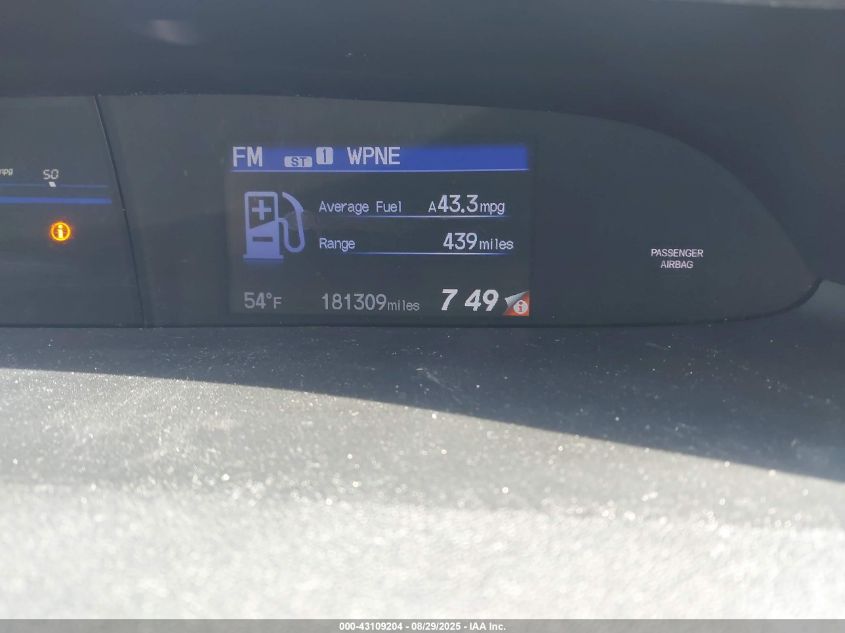 mpg 50
FM ST 1 WPNE
Average Fuel A43.3mpg
Range 439miles
54°F 181309miles 7 49
PASSENGER
AIRBAG
000-43109204 - 08/29/2025 - IAA Inc.